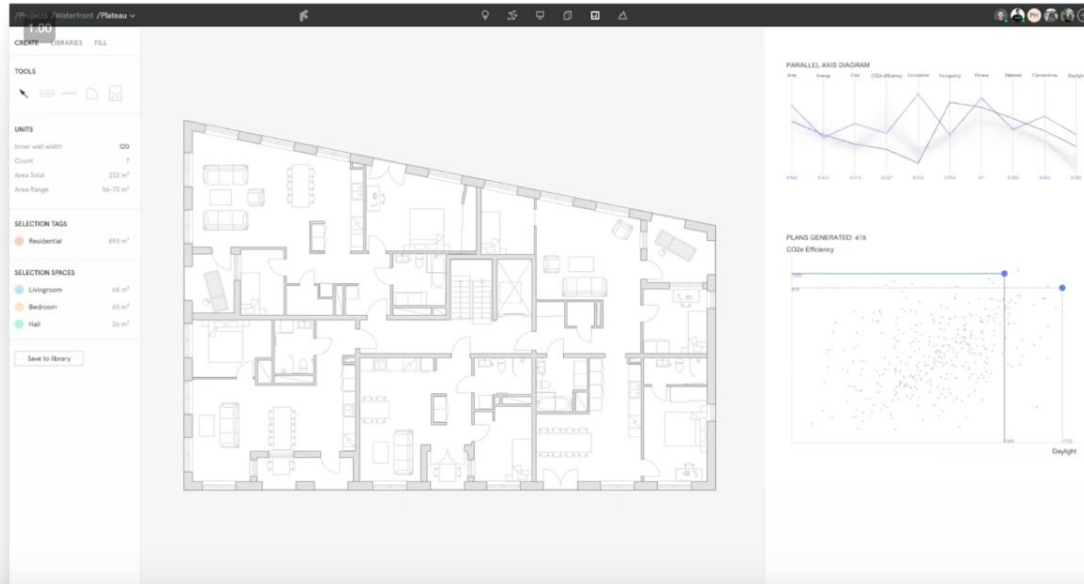 /Projects /Waterfront /Plateau
1.00
CREATE LIBRARIES FILL
TOOLS
UNITS
Inner wall width 120
Count 7
Area Total 232 m²
Area Range 56-73 m²
SELECTION TAGS
Residential 895 m²
SELECTION SPACES
Livingroom 68 m²
Bedroom 65 m²
Hall 36 m²
Save to library
PH
PARALLEL AXIS DIAGRAM
Area Energy Cost CO2e Efficiency Circulation Occupancy Privacy Material Connections Daylight
PLANS GENERATED: 418
CO2e Efficiency
Daylight